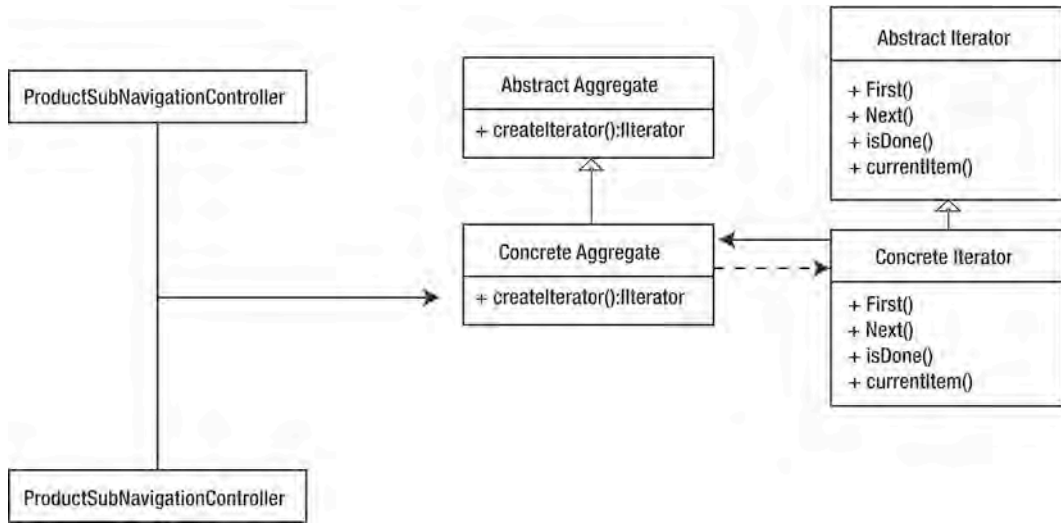 ProductSubNavigationController
Abstract Aggregate
+ createIterator():IIterator
Abstract Iterator
+ First()
+ Next()
+ isDone()
+ currentItem()
Concrete Aggregate
+ createIterator():IIterator
Concrete Iterator
+ First()
+ Next()
+ isDone()
+ currentItem()
ProductSubNavigationController